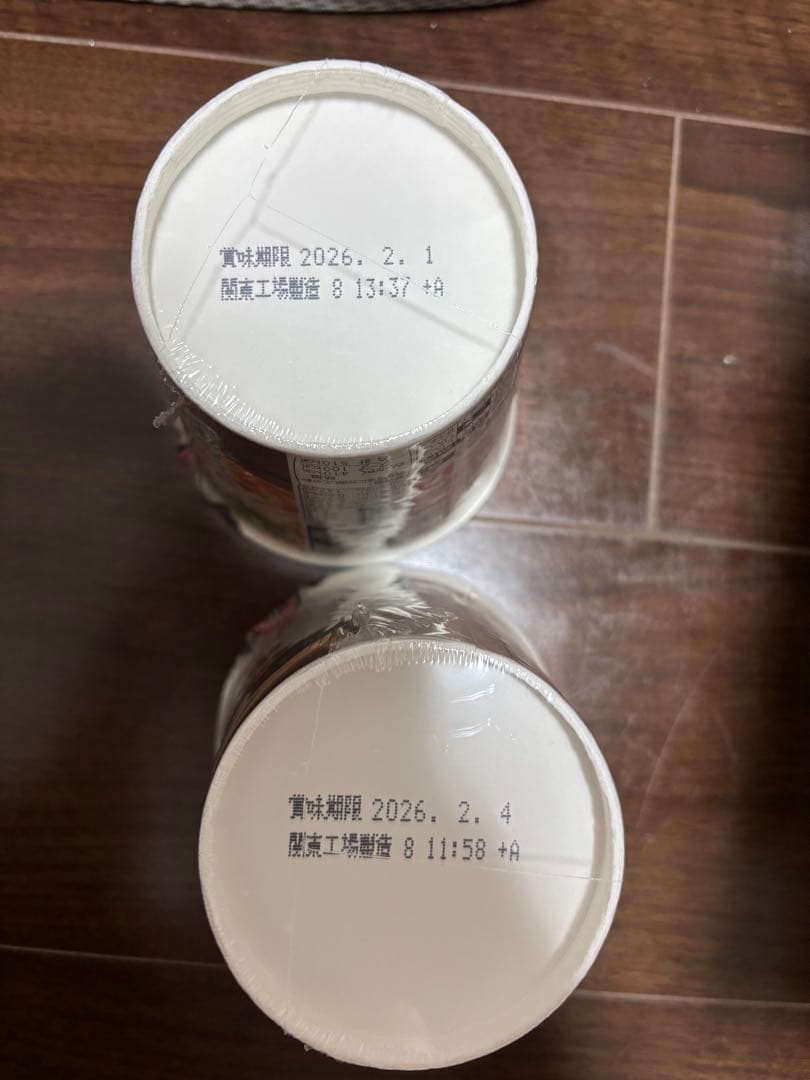 賞味期限 2026. 2. 1
関東工場製造 8 13:37 +A
賞味期限 2026. 2. 4
関東工場製造 8 11:58 +A